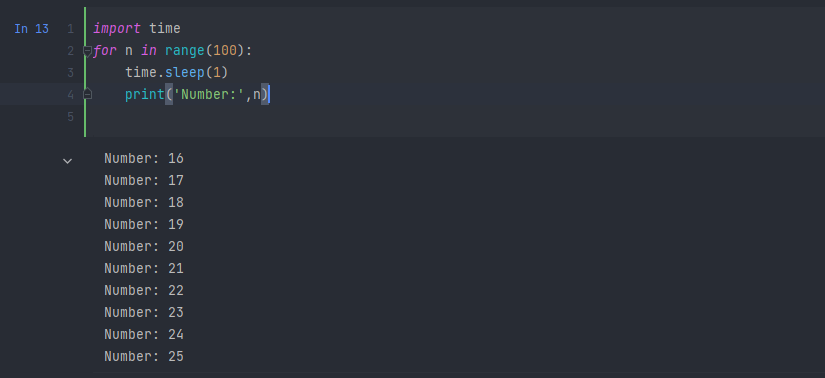 In 13
1 import time
2 for n in range(100):
3 time.sleep(1)
4 print('Number:',n)
5
Number: 16
Number: 17
Number: 18
Number: 19
Number: 20
Number: 21
Number: 22
Number: 23
Number: 24
Number: 25